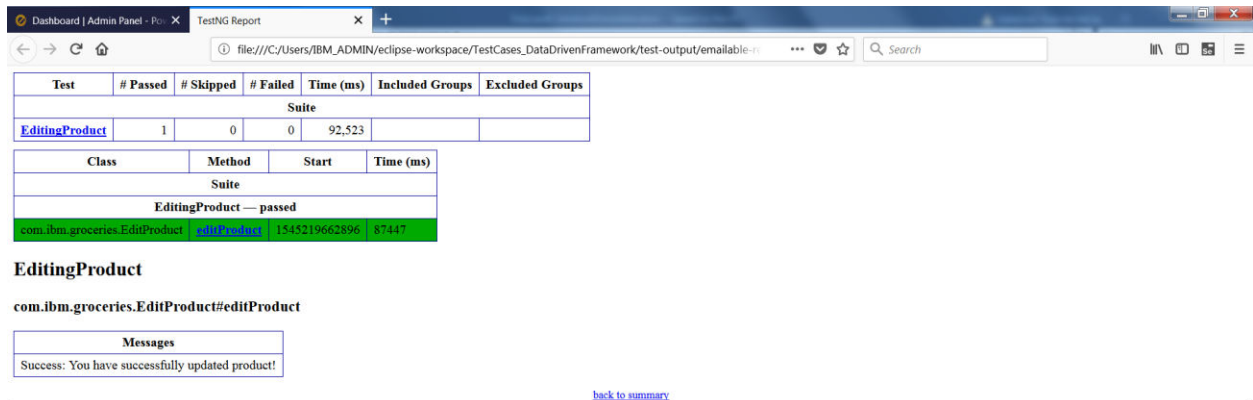 Dashboard | Admin Panel - Po
TestNG Report
file:///C:/Users/IBM_ADMIN/eclipse-workspace/TestCases_DataDrivenFramework/test-output/emailable-r
Search
Se
Test # Passed # Skipped # Failed Time (ms) Included Groups Excluded Groups
Suite
EditingProduct 1 0 0 92,523
Class Method Start Time (ms)
Suite
EditingProduct — passed
com.ibm.groceries.EditProduct editProduct 1545219662896 87447
EditingProduct
com.ibm.groceries.EditProduct#editProduct
Messages
Success: You have successfully updated product!
back to summary